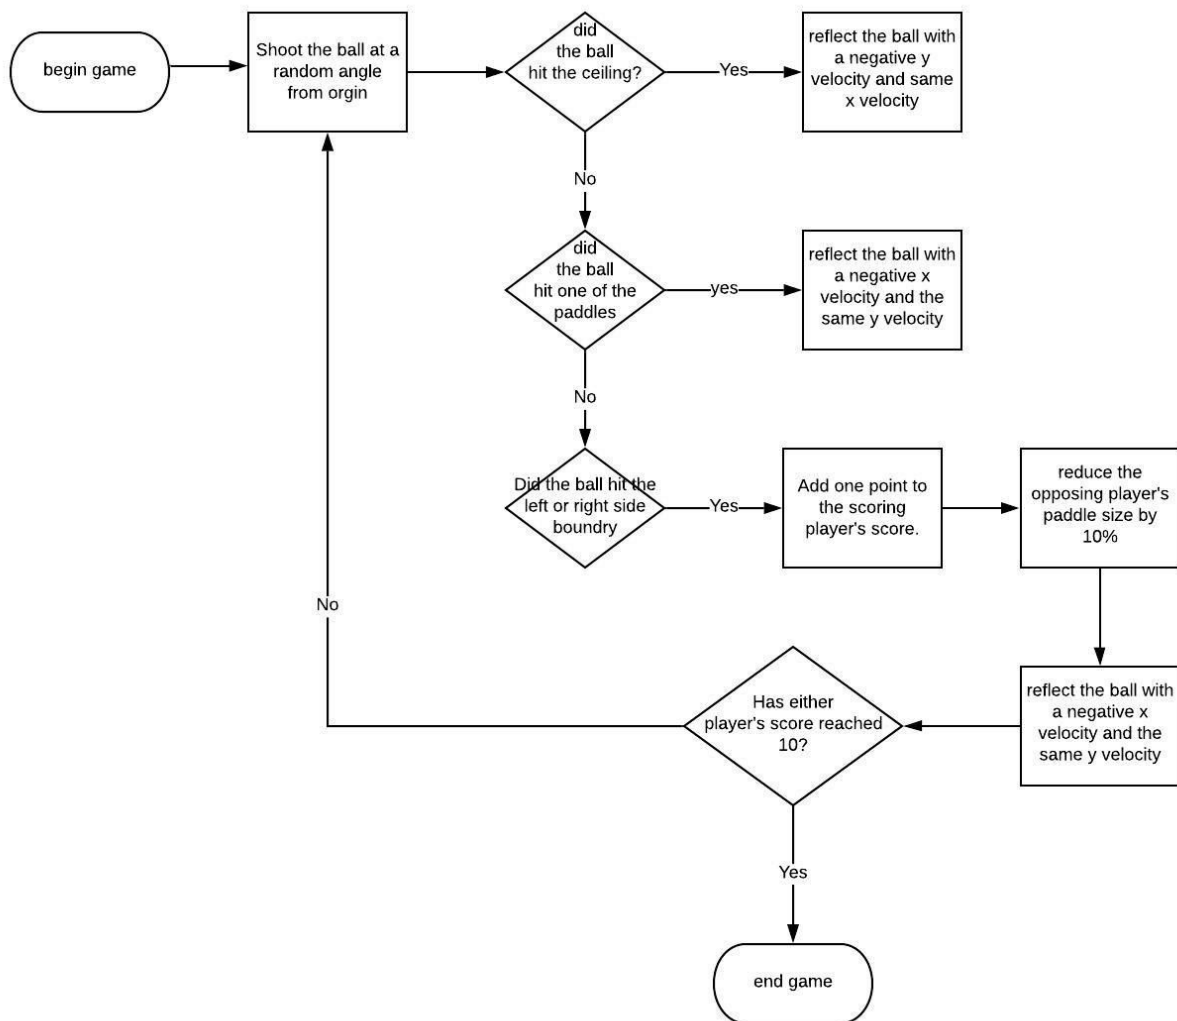 begin game
Shoot the ball at a
random angle
from orgin
did
the ball
hit the ceiling?
Yes
reflect the ball with
a negative y
velocity and same
x velocity
No
did
the ball
hit one of the
paddles
yes
reflect the ball with
a negative x
velocity and the
same y velocity
No
Did the ball hit the
left or right side
boundry
Yes
Add one point to
the scoring
player's score.
reduce the
opposing player's
paddle size by
10%
reflect the ball with
a negative x
velocity and the
same y velocity
Has either
player's score reached
10?
No
Yes
end game